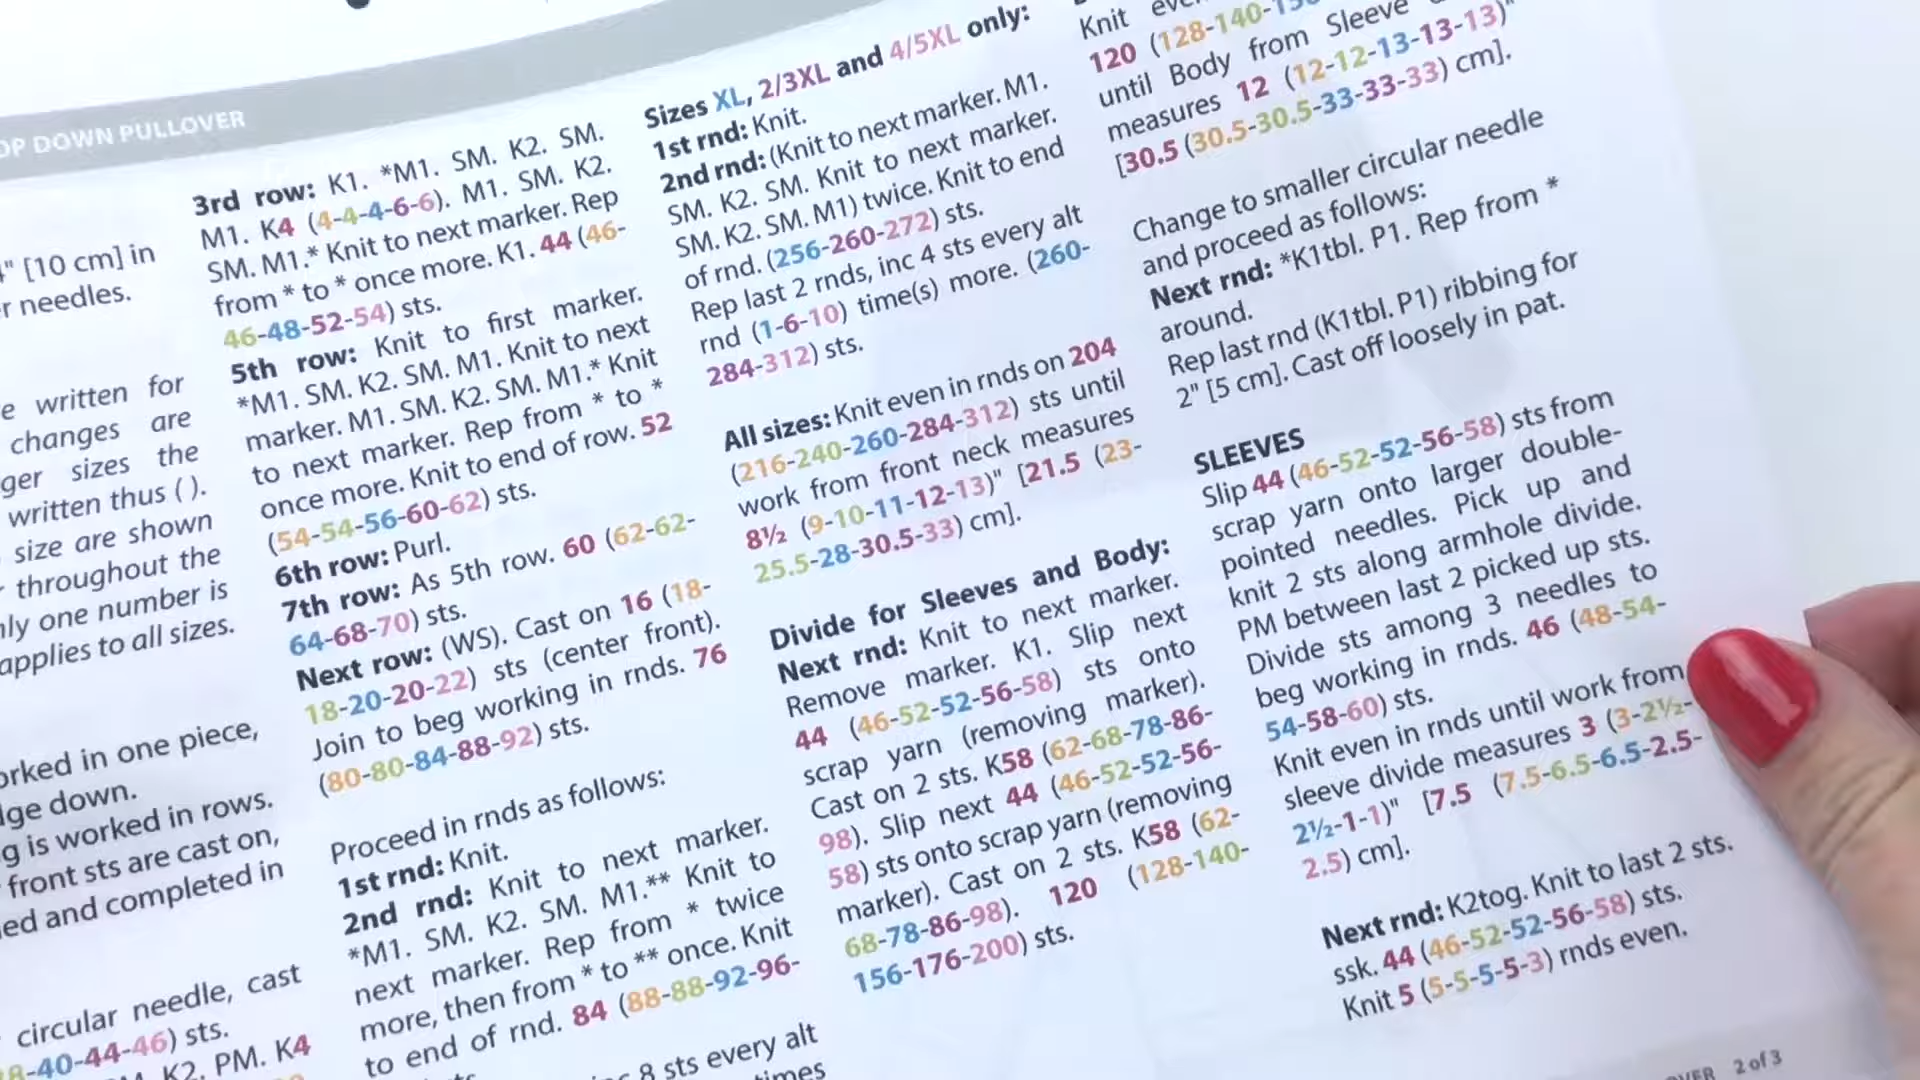 OP DOWN PULLOVER
4" [10 cm] in
r needles.
e written for
changes are
ger sizes the
written thus ( ).
size are shown
throughout the
nly one number is
applies to all sizes.
orked in one piece,
dge down.
g is worked in rows.
front sts are cast on,
ed and completed in
circular needle, cast
8-40-44-46) sts.
K2. PM. K4
3rd row: K1. *M1. SM. K2. SM.
M1. K4 (4-4-4-6-6). M1. SM. K2.
SM. M1.* Knit to next marker. Rep
from * to * once more. K1. 44 (46-
46-48-52-54) sts.
5th row: Knit to first marker.
*M1. SM. K2. SM. M1. Knit to next
marker. M1. SM. K2. SM. M1.* Knit
to next marker. Rep from * to *
once more. Knit to end of row. 52
(54-54-56-60-62) sts.
6th row: Purl.
7th row: As 5th row. 60 (62-62-
64-68-70) sts.
Next row: (WS). Cast on 16 (18-
18-20-20-22) sts (center front).
Join to beg working in rnds. 76
(80-80-84-88-92) sts.
Proceed in rnds as follows:
1st rnd: Knit.
2nd rnd: Knit to next marker.
*M1. SM. K2. SM. M1.** Knit to
next marker. Rep from * twice
more, then from * to ** once. Knit
to end of rnd. 84 (88-88-92-96-
8 sts every alt
times
Sizes XL, 2/3XL and 4/5XL only:
1st rnd: Knit.
2nd rnd: (Knit to next marker. M1.
SM. K2. SM. Knit to next marker.
SM. K2. SM. M1) twice. Knit to end
of rnd. (256-260-272) sts.
Rep last 2 rnds, inc 4 sts every alt
rnd (1-6-10) time(s) more. (260-
284-312) sts.
All sizes: Knit even in rnds on 204
(216-240-260-284-312) sts until
work from front neck measures
8½ (9-10-11-12-13)" [21.5 (23-
25.5-28-30.5-33) cm].
Divide for Sleeves and Body:
Next rnd: Knit to next marker.
Remove marker. K1. Slip next
44 (46-52-52-56-58) sts onto
scrap yarn (removing marker).
Cast on 2 sts. K58 (62-68-78-86-
98). Slip next 44 (46-52-52-56-
58) sts onto scrap yarn (removing
marker). Cast on 2 sts. K58 (62-
68-78-86-98). 120 (128-140-
156-176-200) sts.
Knit
120 (128-140-
until Body from Sleeve
measures 12 (12-12-13-13-13)"
[30.5 (30.5-30.5-33-33-33) cm].
Change to smaller circular needle
and proceed as follows:
Next rnd: *K1tbl. P1. Rep from *
around.
Rep last rnd (K1tbl. P1) ribbing for
2" [5 cm]. Cast off loosely in pat.
SLEEVES
Slip 44 (46-52-52-56-58) sts from
scrap yarn onto larger double-
pointed needles. Pick up and
knit 2 sts along armhole divide.
PM between last 2 picked up sts.
Divide sts among 3 needles to
beg working in rnds. 46 (48-54-
54-58-60) sts.
Knit even in rnds until work from
sleeve divide measures 3 (3-2½-
2½-1-1)" [7.5 (7.5-6.5-6.5-2.5-
2.5) cm].
Next rnd: K2tog. Knit to last 2 sts.
ssk. 44 (46-52-52-56-58) sts.
Knit 5 (5-5-5-5-3) rnds even.
2 of 3